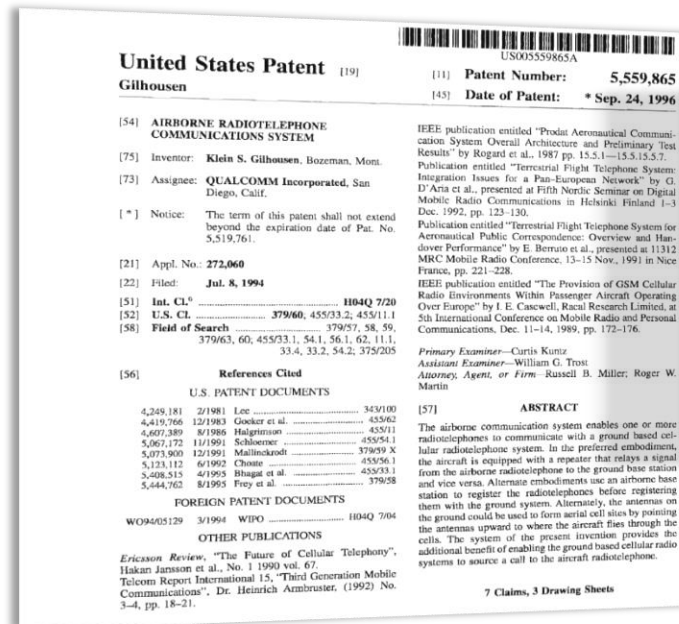 US005559865A
United States Patent [19]
Gilhousen
[11] Patent Number: 5,559,865
[45] Date of Patent: * Sep. 24, 1996
[54] AIRBORNE RADIOTELEPHONE
COMMUNICATIONS SYSTEM
[75] Inventor: Klein S. Gilhousen, Bozeman, Mont.
[73] Assignee: QUALCOMM Incorporated, San
Diego, Calif.
[ * ] Notice: The term of this patent shall not extend
beyond the expiration date of Pat. No.
5,519,761.
[21] Appl. No.: 272,060
[22] Filed: Jul. 8, 1994
[51] Int. Cl.⁶ ................ H04Q 7/20
[52] U.S. Cl. ................ 379/60; 455/33.2; 455/11.1
[58] Field of Search ................ 379/57, 58, 59,
379/63, 60; 455/33.1, 54.1, 56.1, 62, 11.1,
33.4, 33.2, 54.2; 375/205
[56] References Cited
U.S. PATENT DOCUMENTS
4,249,181 2/1981 Lee ................ 343/100
4,419,766 12/1983 Goeker et al. ................ 455/62
4,607,389 8/1986 Halgrimson ................ 455/11
5,067,172 11/1991 Schloemer ................ 455/54.1
5,073,900 12/1991 Mallinckrodt ................ 379/59 X
5,123,112 6/1992 Choate ................ 455/56.1
5,408,515 4/1995 Bhagat et al. ................ 455/33.1
5,444,762 8/1995 Frey et al. ................ 379/58
FOREIGN PATENT DOCUMENTS
WO94/05129 3/1994 WIPO ................ H04Q 7/04
OTHER PUBLICATIONS
Ericsson Review, "The Future of Cellular Telephony",
Hakan Jansson et al., No. 1 1990 vol. 67.
Telcom Report International 15, "Third Generation Mobile
Communications", Dr. Heinrich Armbruster, (1992) No.
3-4, pp. 18-21.
IEEE publication entitled "Prodat Aeronautical Communi-
cation System Overall Architecture and Preliminary Test
Results" by Rogard et al., 1987 pp. 15.5.1—15.5.15.5.7.
Publication entitled "Terrestrial Flight Telephone System:
Integration Issues for a Pan-European Network" by G.
D'Aria et al., presented at Fifth Nordic Seminar on Digital
Mobile Radio Communications in Helsinki Finland 1-3
Dec. 1992, pp. 123-130.
Publication entitled "Terrestrial Flight Telephone System for
Aeronautical Public Correspondence: Overview and Han-
dover Performance" by E. Berruto et al., presented at 11312
MRC Mobile Radio Conference, 13-15 Nov., 1991 in Nice
France, pp. 221-228.
IEEE publication entitled "The Provision of GSM Cellular
Radio Environments Within Passenger Aircraft Operating
Over Europe" by I. E. Cascwell, Racal Research Limited, at
5th International Conference on Mobile Radio and Personal
Communications, Dec. 11-14, 1989, pp. 172-176.
Primary Examiner—Curtis Kuntz
Assistant Examiner—William G. Trost
Attorney, Agent, or Firm—Russell B. Miller; Roger W.
Martin
[57] ABSTRACT
The airborne communication system enables one or more
radiotelephones to communicate with a ground based cel-
lular radiotelephone system. In the preferred embodiment,
the aircraft is equipped with a repeater that relays a signal
from the airborne radiotelephone to the ground base station
and vice versa. Alternate embodiments use an airborne base
station to register the radiotelephones before registering
them with the ground system. Alternately, the antennas on
the ground could be used to form aerial cell sites by pointing
the antennas upward to where the aircraft flies through the
cells. The system of the present invention provides the
additional benefit of enabling the ground based cellular radio
systems to source a call to the aircraft radiotelephone.
7 Claims, 3 Drawing Sheets